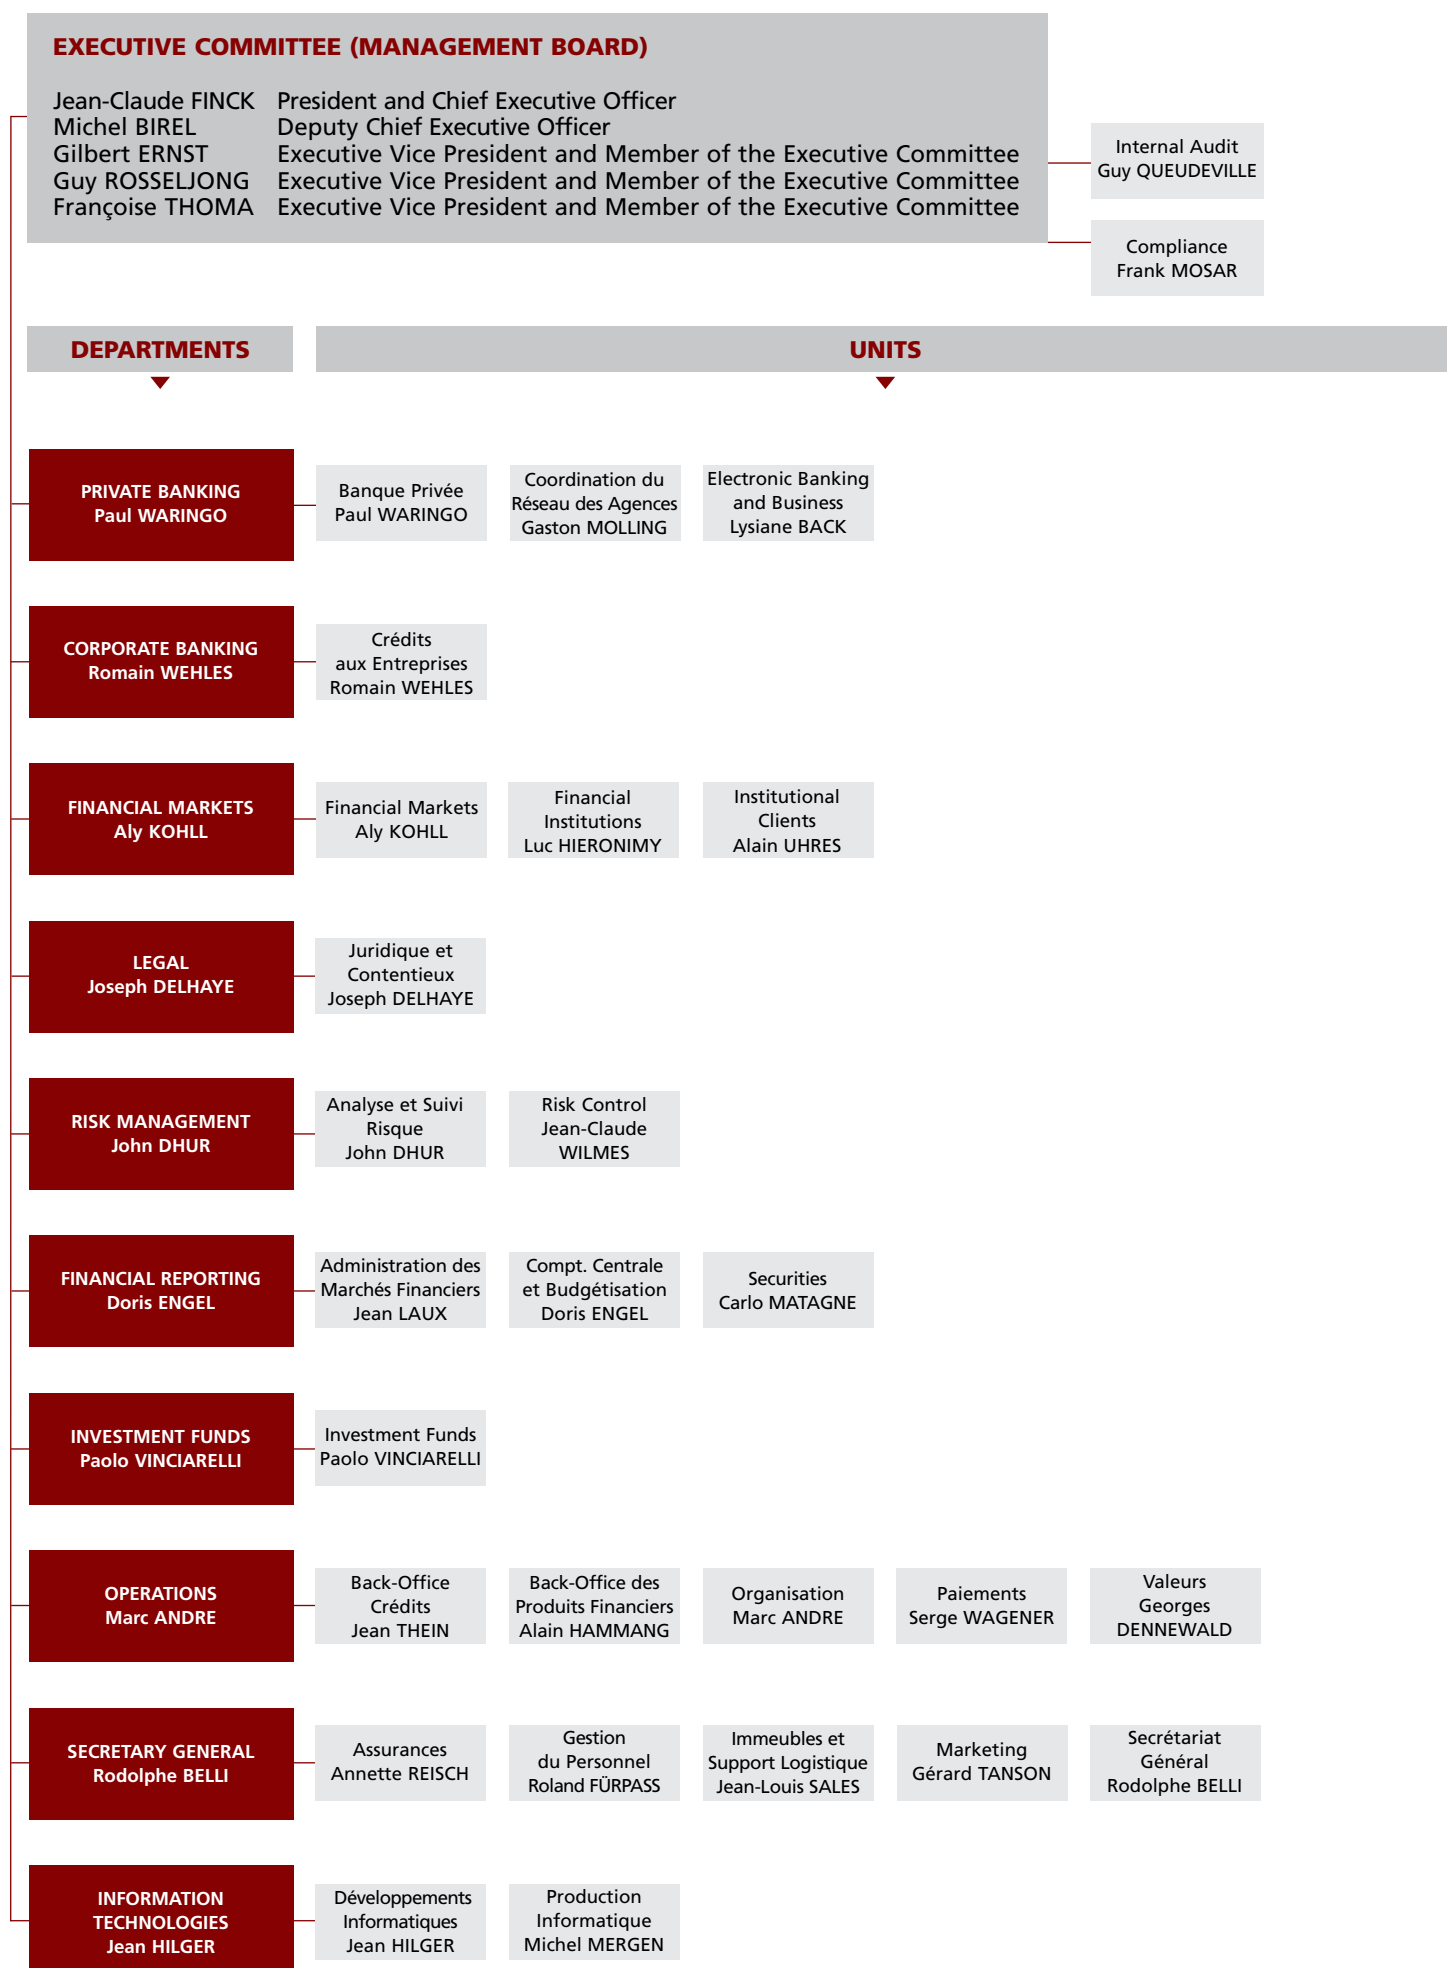 EXECUTIVE COMMITTEE (MANAGEMENT BOARD)
Jean-Claude FINCK President and Chief Executive Officer
Michel BIREL Deputy Chief Executive Officer
Gilbert ERNST Executive Vice President and Member of the Executive Committee
Guy ROSSELJONG Executive Vice President and Member of the Executive Committee
Françoise THOMA Executive Vice President and Member of the Executive Committee
Internal Audit
Guy QUEUDEVILLE
Compliance
Frank MOSAR
DEPARTMENTS
UNITS
PRIVATE BANKING
Paul WARINGO
Banque Privée
Paul WARINGO
Coordination du
Réseau des Agences
Gaston MOLLING
Electronic Banking
and Business
Lysiane BACK
CORPORATE BANKING
Romain WEHLES
Crédits
aux Entreprises
Romain WEHLES
FINANCIAL MARKETS
Aly KOHLL
Financial Markets
Aly KOHLL
Financial
Institutions
Luc HIERONIMY
Institutional
Clients
Alain UHRES
LEGAL
Joseph DELHAYE
Juridique et
Contentieux
Joseph DELHAYE
RISK MANAGEMENT
John DHUR
Analyse et Suivi
Risque
John DHUR
Risk Control
Jean-Claude
WILMES
FINANCIAL REPORTING
Doris ENGEL
Administration des
Marchés Financiers
Jean LAUX
Compt. Centrale
et Budgétisation
Doris ENGEL
Securities
Carlo MATAGNE
INVESTMENT FUNDS
Paolo VINCIARELLI
Investment Funds
Paolo VINCIARELLI
OPERATIONS
Marc ANDRE
Back-Office
Crédits
Jean THEIN
Back-Office des
Produits Financiers
Alain HAMMANG
Organisation
Marc ANDRE
Paiements
Serge WAGENER
Valeurs
Georges
DENNEWALD
SECRETARY GENERAL
Rodolphe BELLI
Assurances
Annette REISCH
Gestion
du Personnel
Roland FÜRPASS
Immeubles et
Support Logistique
Jean-Louis SALES
Marketing
Gérard TANSON
Secrétariat
Général
Rodolphe BELLI
INFORMATION
TECHNOLOGIES
Jean HILGER
Développements
Informatiques
Jean HILGER
Production
Informatique
Michel MERGEN